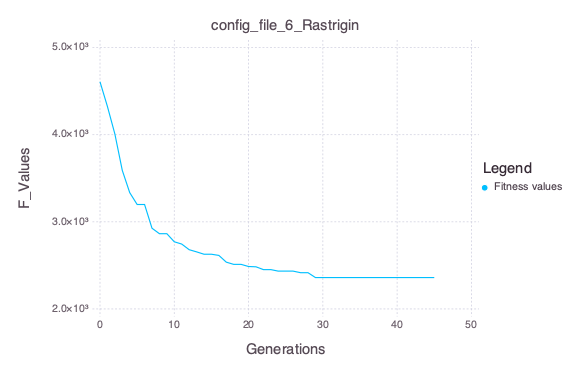 config_file_6_Rastrigin
5.0×10³
4.0×10³
3.0×10³
2.0×10³
F_Values
0 10 20 30 40 50
Generations
Legend
Fitness values